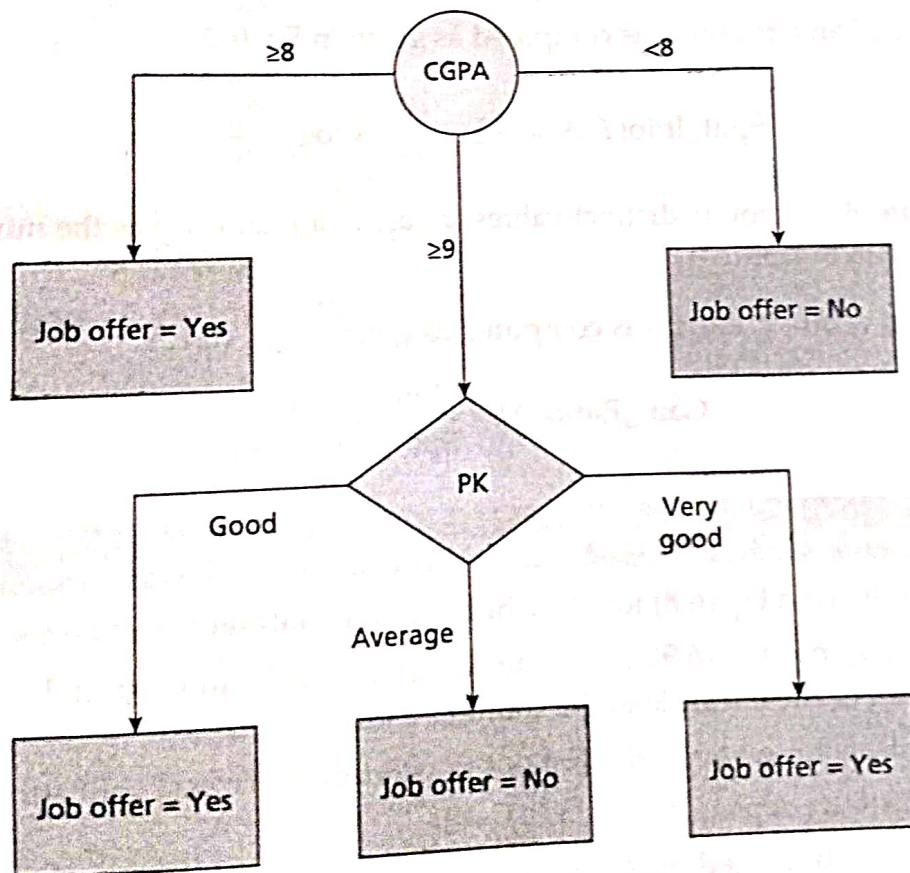 ≥8
CGPA
<8
≥9
Job offer = Yes
Job offer = No
PK
Good
Very
good
Average
Job offer = Yes
Job offer = No
Job offer = Yes